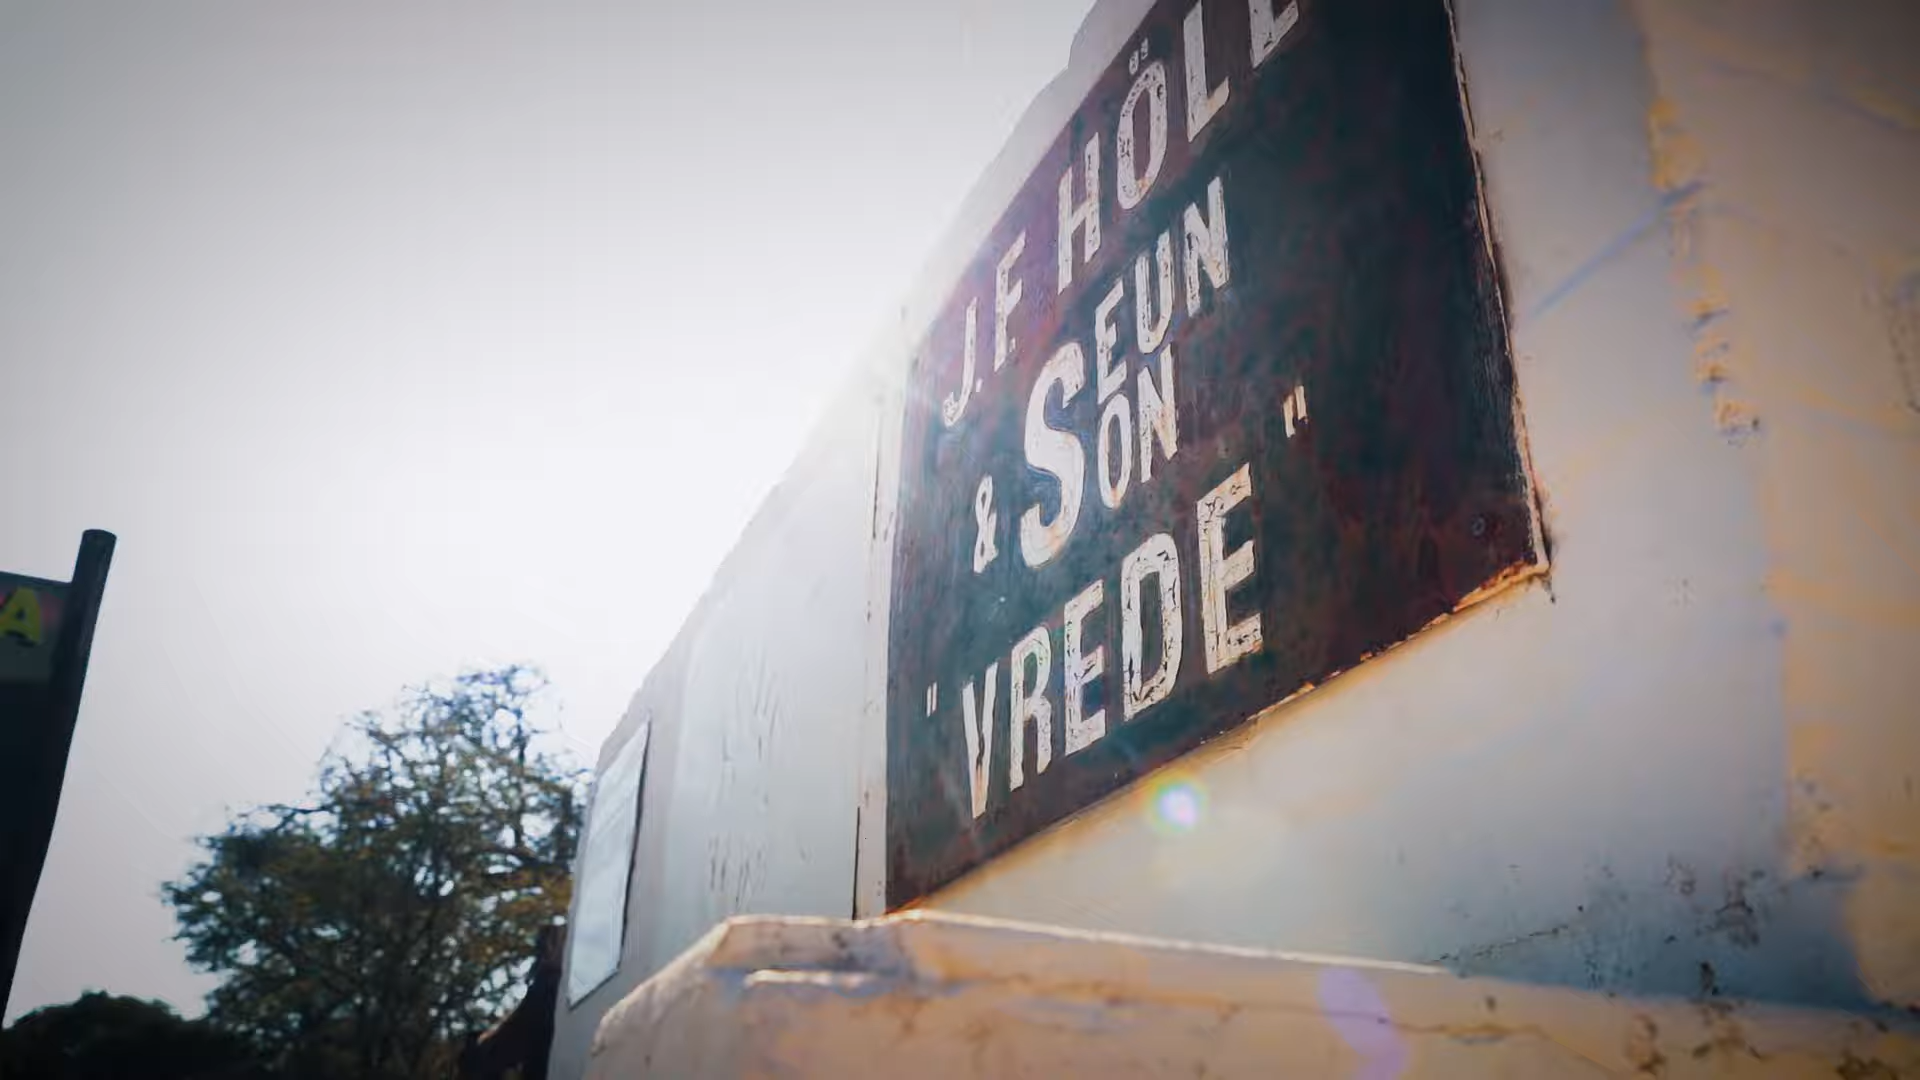 J.F HÖLL
& SEUN
SON
"VREDE"
A